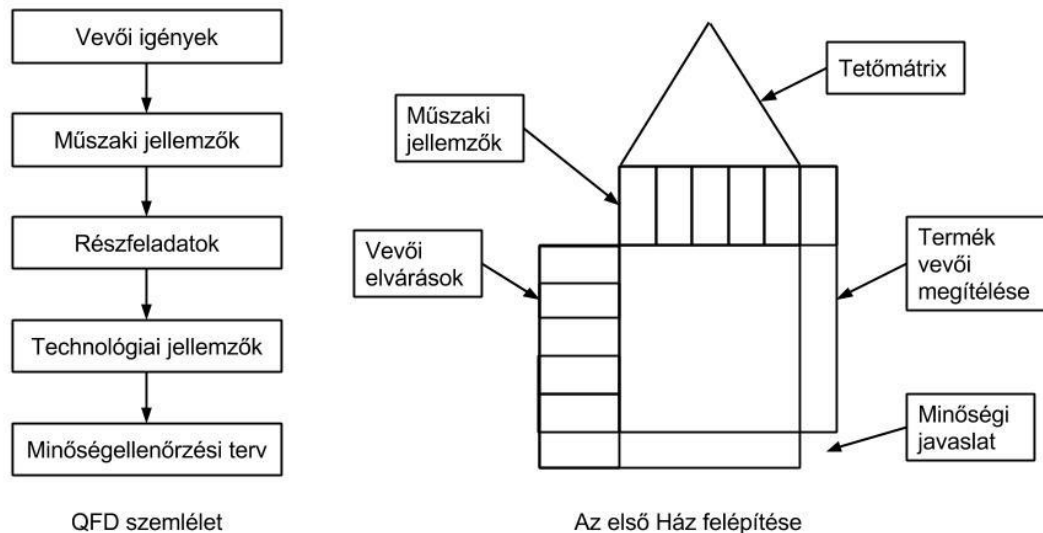 Vevői igények
Műszaki jellemzők
Részfeladatok
Technológiai jellemzők
Minőségellenőrzési terv
QFD szemlélet
Tetőmátrix
Műszaki
jellemzők
Vevői
elvárások
Termék
vevői
megítélése
Minőségi
javaslat
Az első Ház felépítése